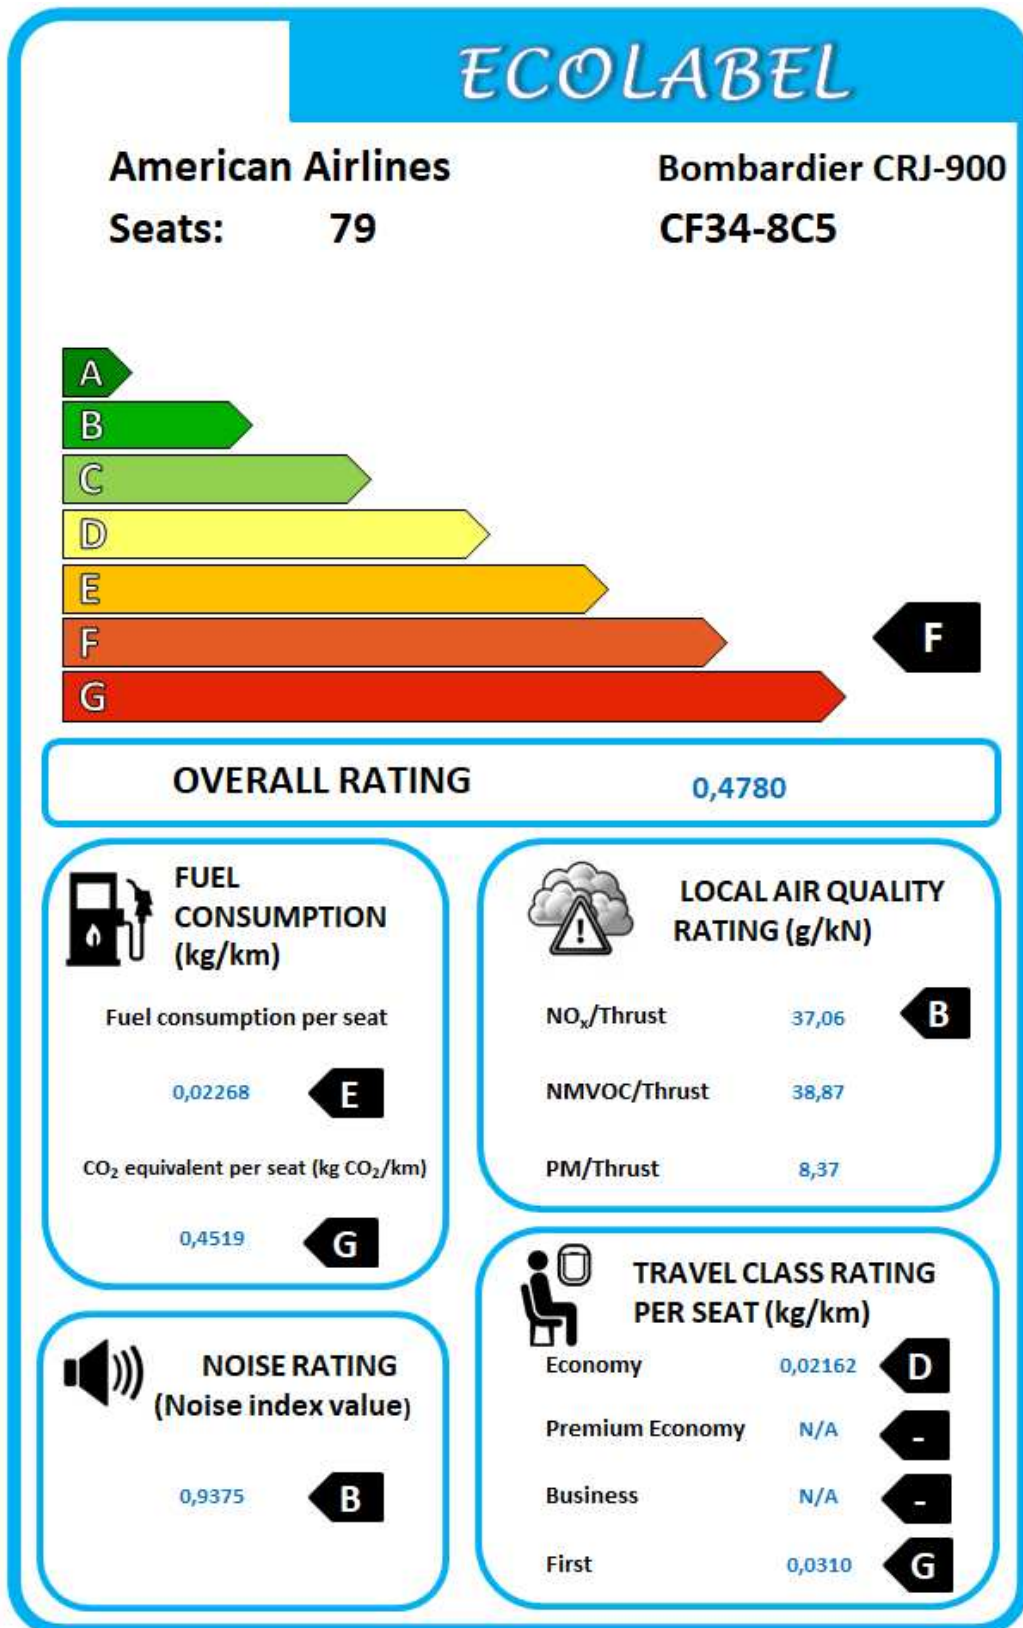 ECOLABEL
American Airlines Bombardier CRJ-900
Seats: 79 CF34-8C5
A
B
C
D
E
F F
G
OVERALL RATING 0,4780
FUEL
CONSUMPTION
(kg/km)
Fuel consumption per seat
0,02268 E
CO₂ equivalent per seat (kg CO₂/km)
0,4519 G
LOCAL AIR QUALITY
RATING (g/kN)
NOₓ/Thrust 37,06 B
NMVOC/Thrust 38,87
PM/Thrust 8,37
NOISE RATING
(Noise index value)
0,9375 B
TRAVEL CLASS RATING
PER SEAT (kg/km)
Economy 0,02162 D
Premium Economy N/A -
Business N/A -
First 0,0310 G